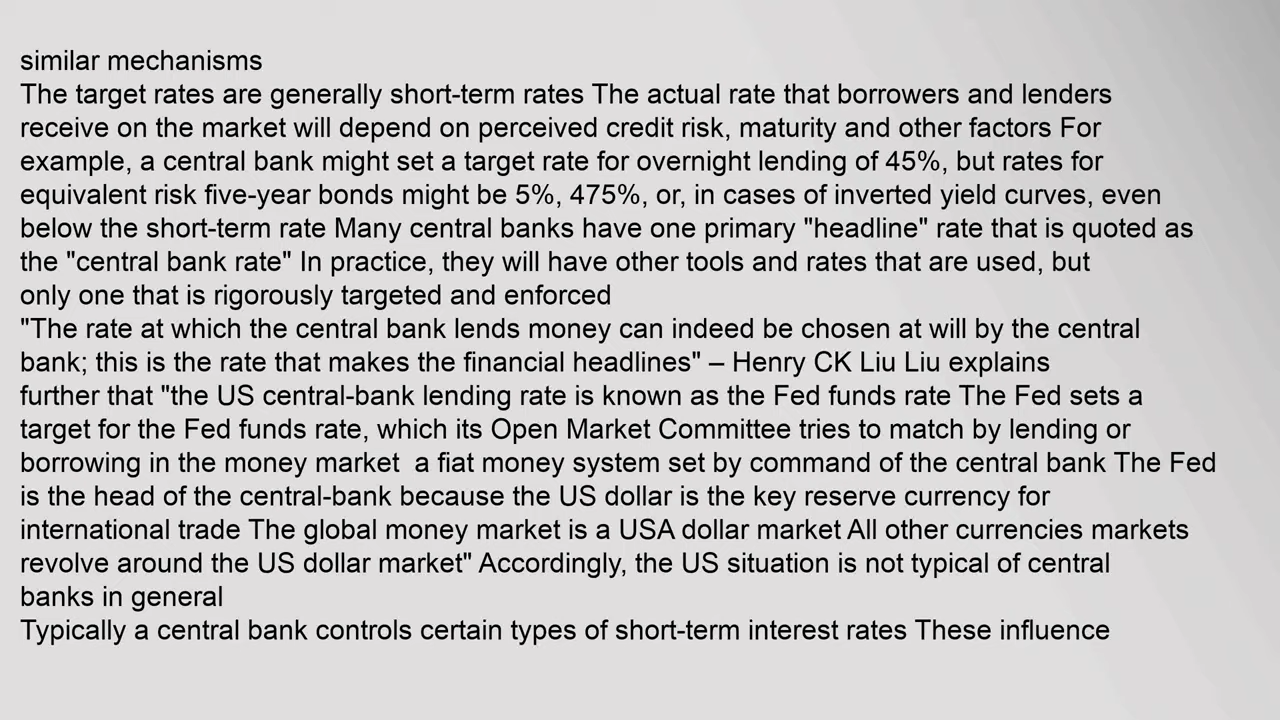 similar mechanisms
The target rates are generally short-term rates The actual rate that borrowers and lenders
receive on the market will depend on perceived credit risk, maturity and other factors For
example, a central bank might set a target rate for overnight lending of 45%, but rates for
equivalent risk five-year bonds might be 5%, 475%, or, in cases of inverted yield curves, even
below the short-term rate Many central banks have one primary "headline" rate that is quoted as
the "central bank rate" In practice, they will have other tools and rates that are used, but
only one that is rigorously targeted and enforced
"The rate at which the central bank lends money can indeed be chosen at will by the central
bank; this is the rate that makes the financial headlines" – Henry CK Liu Liu explains
further that "the US central-bank lending rate is known as the Fed funds rate The Fed sets a
target for the Fed funds rate, which its Open Market Committee tries to match by lending or
borrowing in the money market  a fiat money system set by command of the central bank The Fed
is the head of the central-bank because the US dollar is the key reserve currency for
international trade The global money market is a USA dollar market All other currencies markets
revolve around the US dollar market" Accordingly, the US situation is not typical of central
banks in general
Typically a central bank controls certain types of short-term interest rates These influence